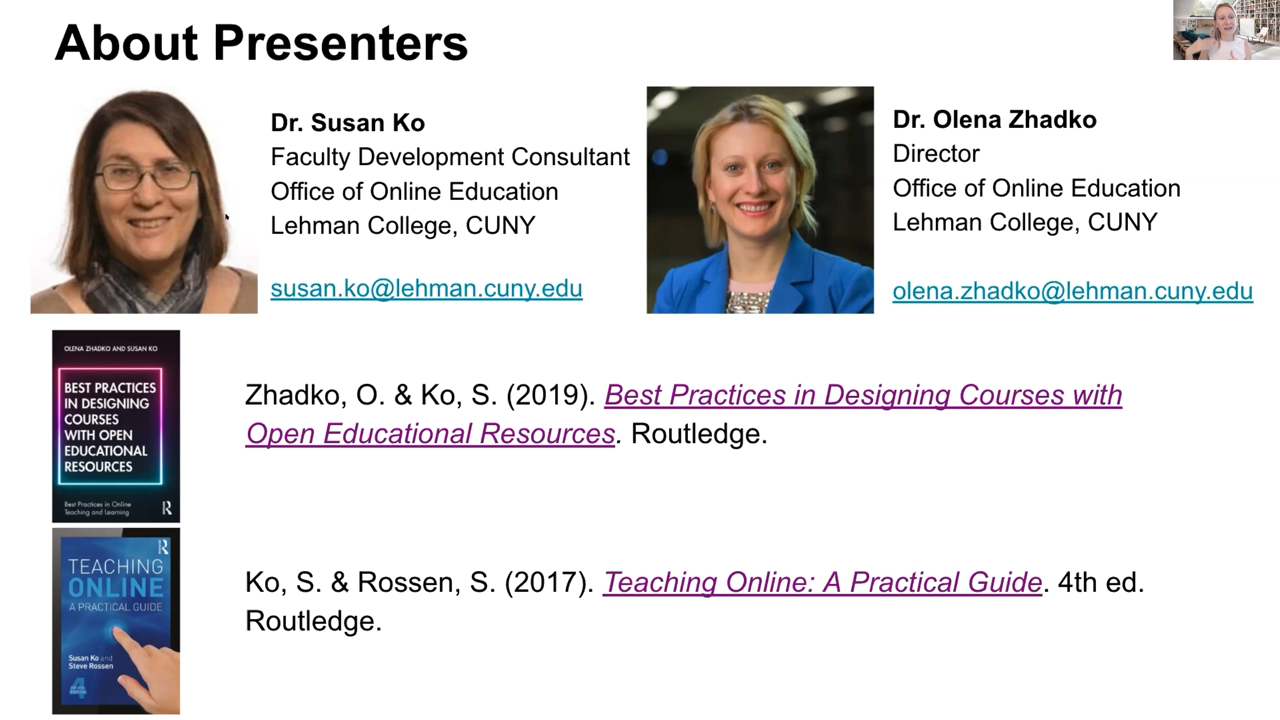 About Presenters
Dr. Susan Ko
Faculty Development Consultant
Office of Online Education
Lehman College, CUNY
susan.ko@lehman.cuny.edu
Dr. Olena Zhadko
Director
Office of Online Education
Lehman College, CUNY
olena.zhadko@lehman.cuny.edu
OLENA ZHADKO AND SUSAN KO
BEST PRACTICES
IN DESIGNING
COURSES
WITH OPEN
EDUCATIONAL
RESOURCES
Best Practices in Online
Teaching and Learning
R
Zhadko, O. & Ko, S. (2019). Best Practices in Designing Courses with
Open Educational Resources. Routledge.
R
TEACHING
ONLINE
A PRACTICAL GUIDE
Susan Ko and
Steve Rossen
4
Ko, S. & Rossen, S. (2017). Teaching Online: A Practical Guide. 4th ed.
Routledge.